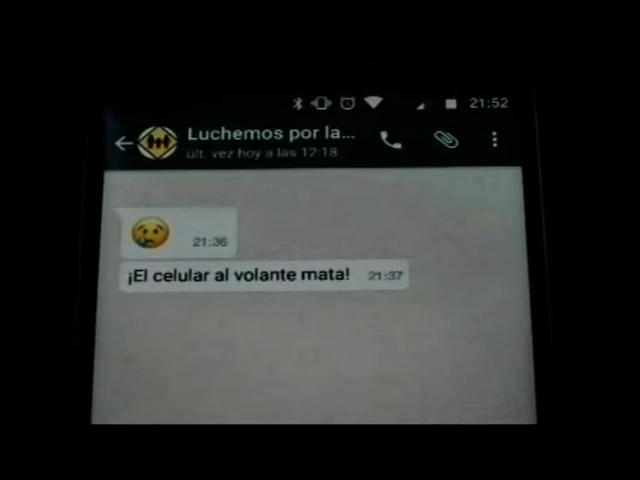 21:52
Luchemos por la...
últ. vez hoy a las 12:18
21:36
¡El celular al volante mata! 21:37